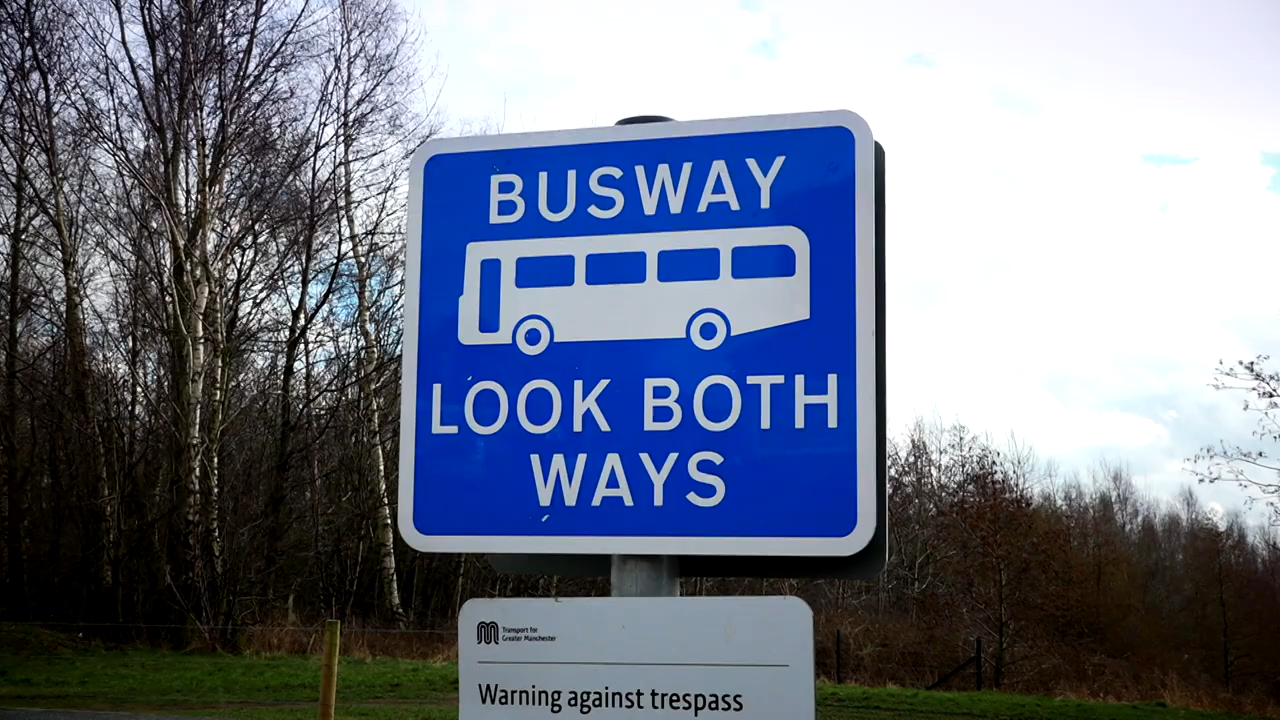 BUSWAY
LOOK BOTH
WAYS
Transport for
Greater Manchester
Warning against trespass